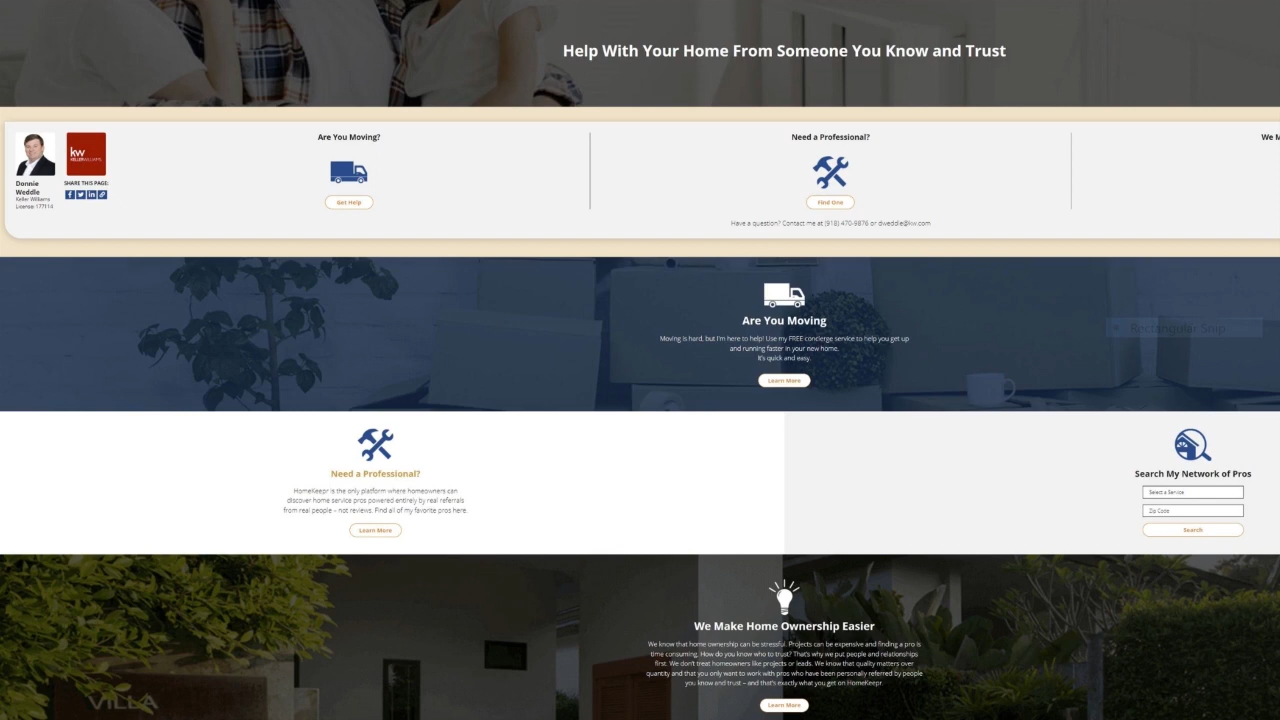 Help With Your Home From Someone You Know and Trust
Are You Moving?
Need a Professional?
We M
kw
KELLERWILLIAMS.
Donnie
Weddle
Keller Williams
License 177114
SHARE THIS PAGE:
Get Help
Find One
Have a question? Contact me at (918) 470-9876 or dweddle@kw.com
Are You Moving
Rectangular Snip
Moving is hard, but I'm here to help! Use my FREE concierge service to help you get up
and running faster in your new home.
It's quick and easy.
Learn More
Need a Professional?
HomeKeepr is the only platform where homeowners can
discover home service pros powered entirely by real referrals
from real people – not reviews. Find all of my favorite pros here.
Learn More
Search My Network of Pros
Select a Service
Zip Code
Search
We Make Home Ownership Easier
We know that home ownership can be stressful. Projects can be expensive and finding a pro is
time consuming. How do you know who to trust? That's why we put people and relationships
first. We don't treat homeowners like projects or leads. We know that quality matters over
quantity and that you only want to work with pros who have been personally referred by people
you know and trust – and that's exactly what you get on HomeKeepr.
Learn More
VILLA